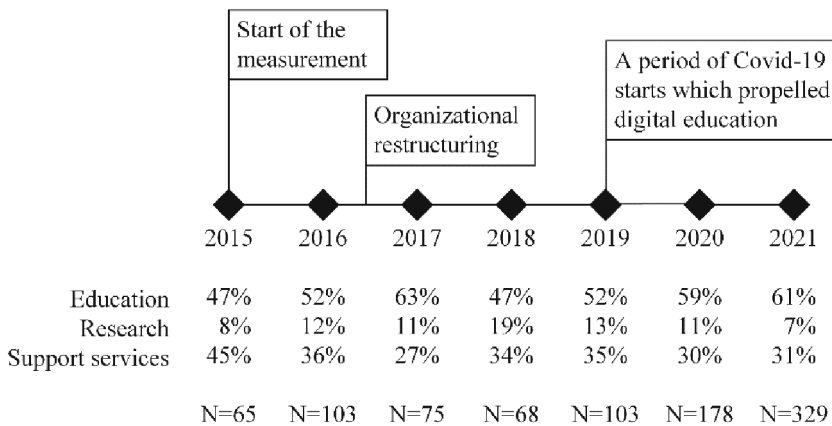 Start of the
measurement
A period of Covid-19
starts which propelled
digital education
Organizational
restructuring
2015 2016 2017 2018 2019 2020 2021
Education 47% 52% 63% 47% 52% 59% 61%
Research 8% 12% 11% 19% 13% 11% 7%
Support services 45% 36% 27% 34% 35% 30% 31%
N=65 N=103 N=75 N=68 N=103 N=178 N=329